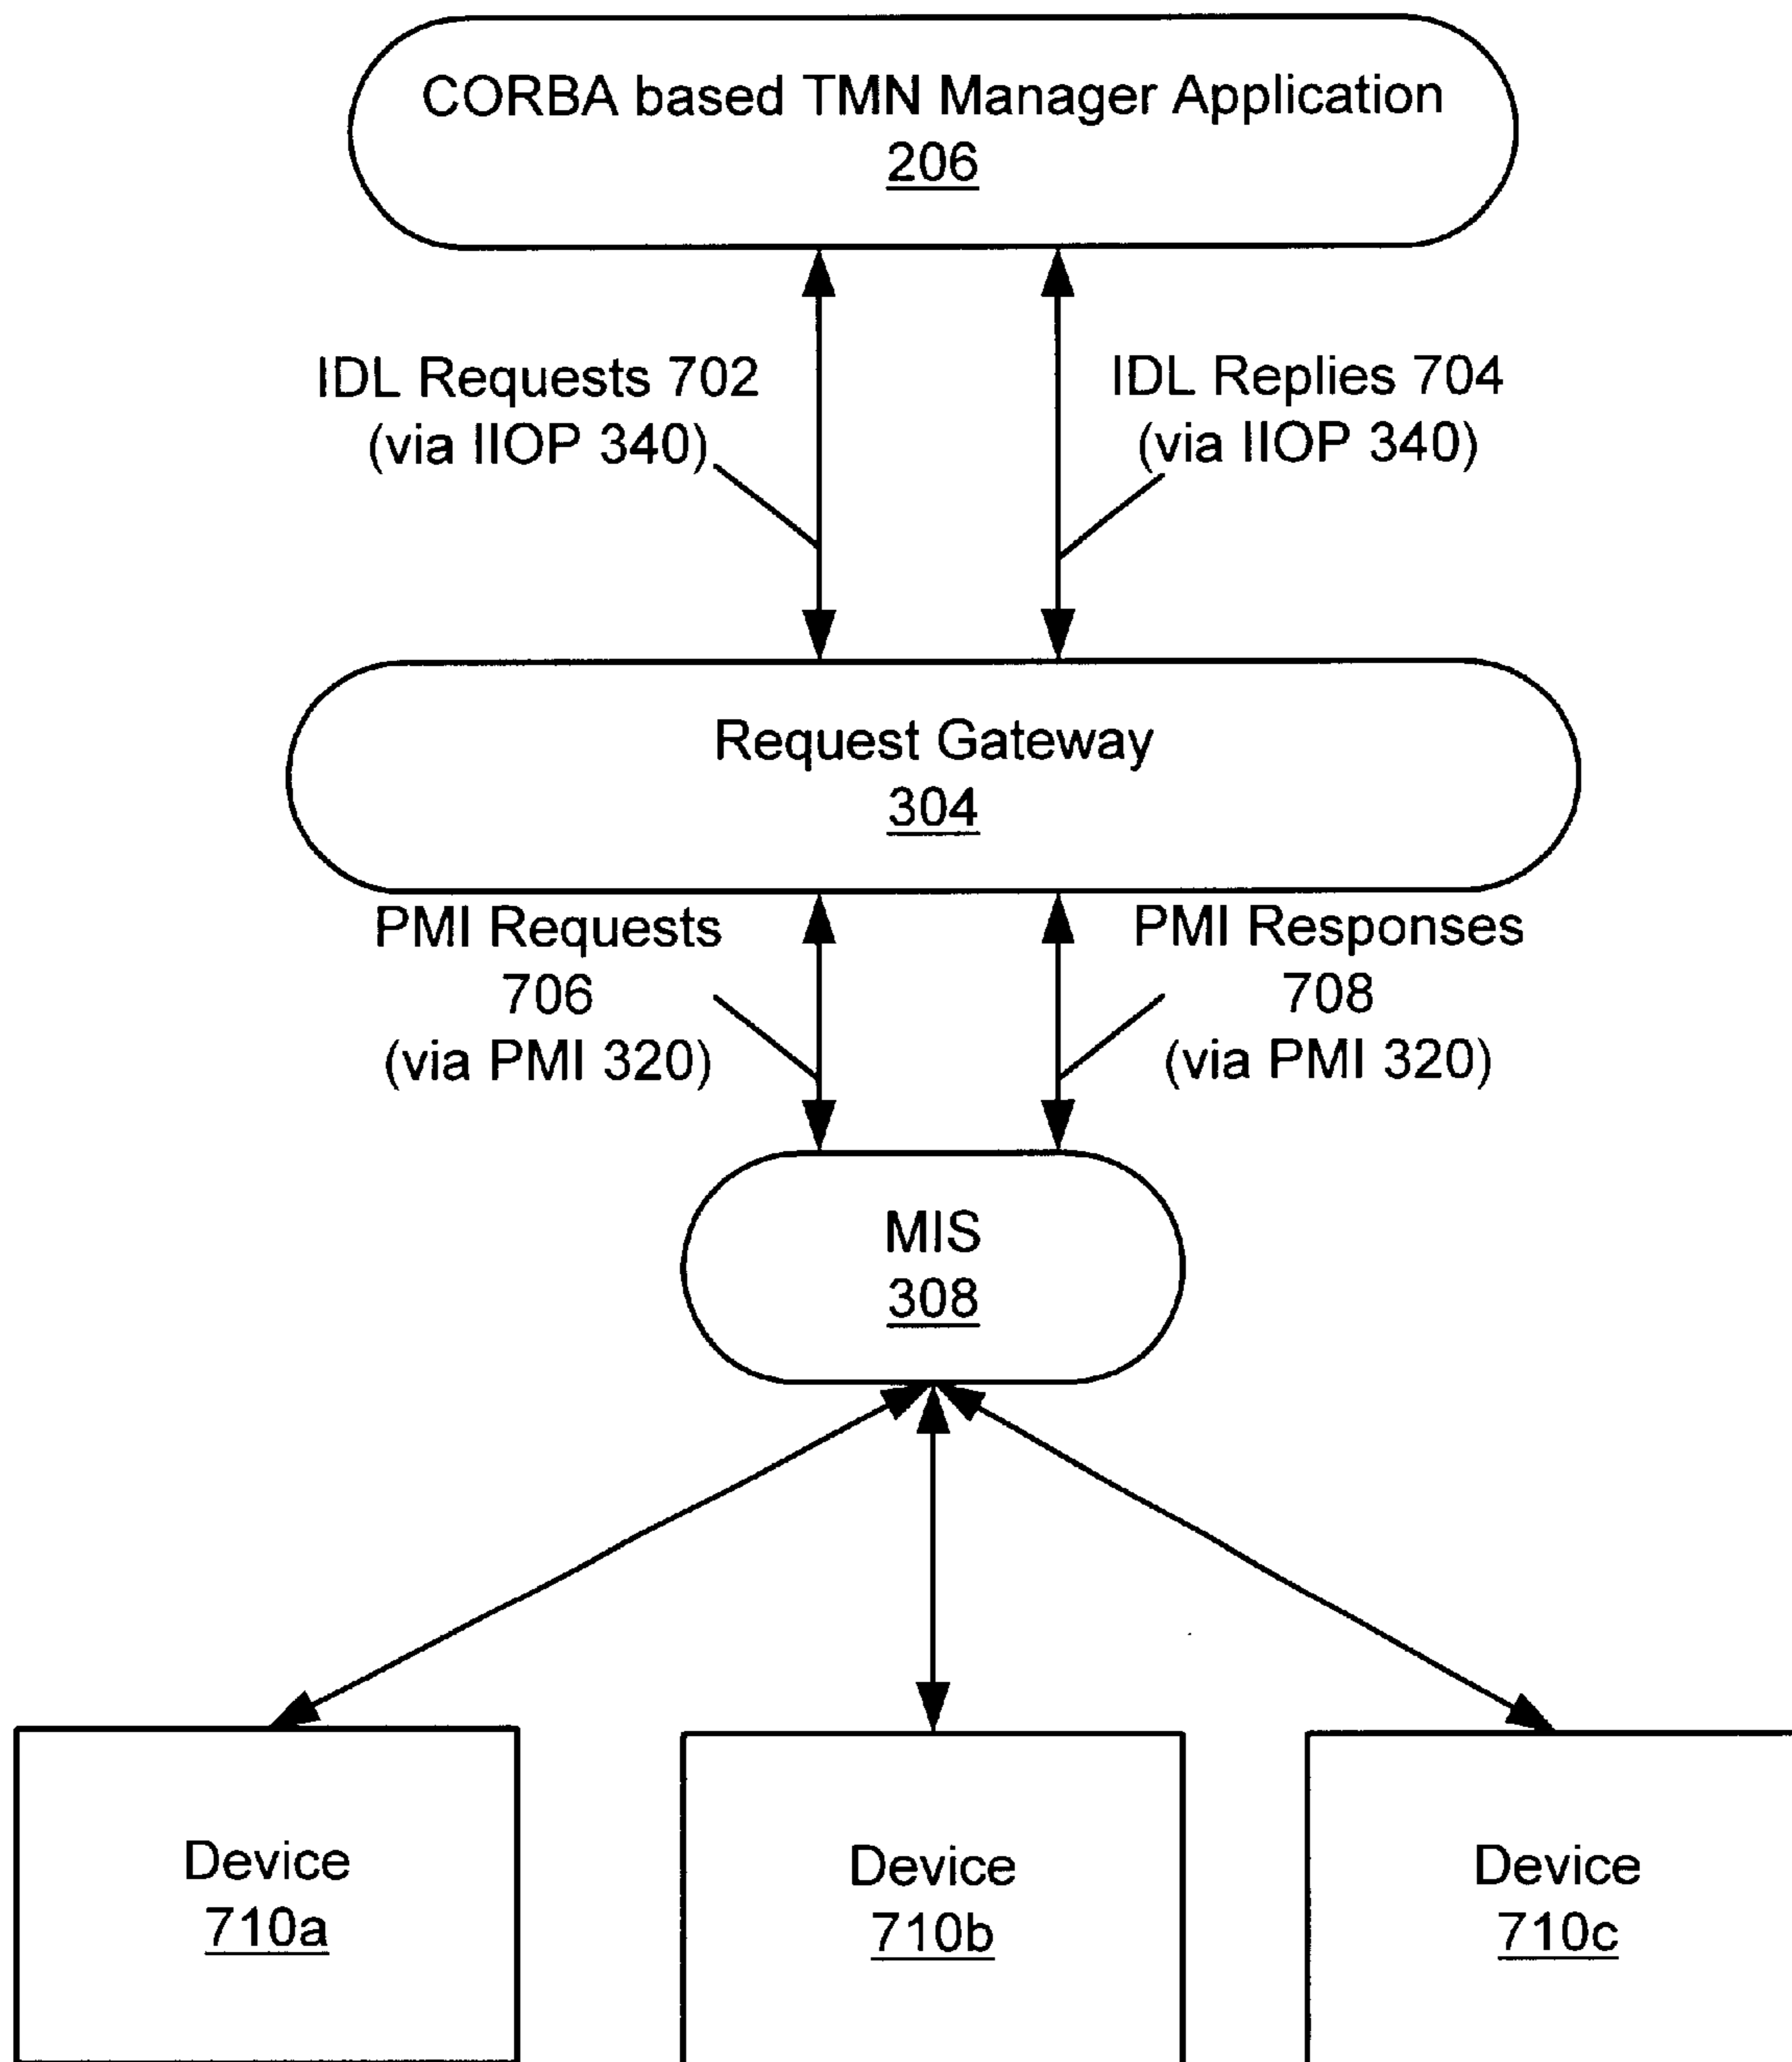 CORBA based TMN Manager Application
206
IDL Requests 702
(via IIOP 340)
IDL Replies 704
(via IIOP 340)
Request Gateway
304
PMI Requests
706
(via PMI 320)
PMI Responses
708
(via PMI 320)
MIS
308
Device
710a
Device
710b
Device
710c